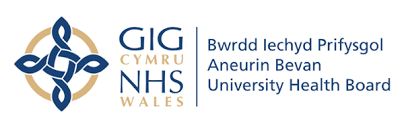 GIG
CYMRU
NHS
WALES
Bwrdd Iechyd Prifysgol
Aneurin Bevan
University Health Board